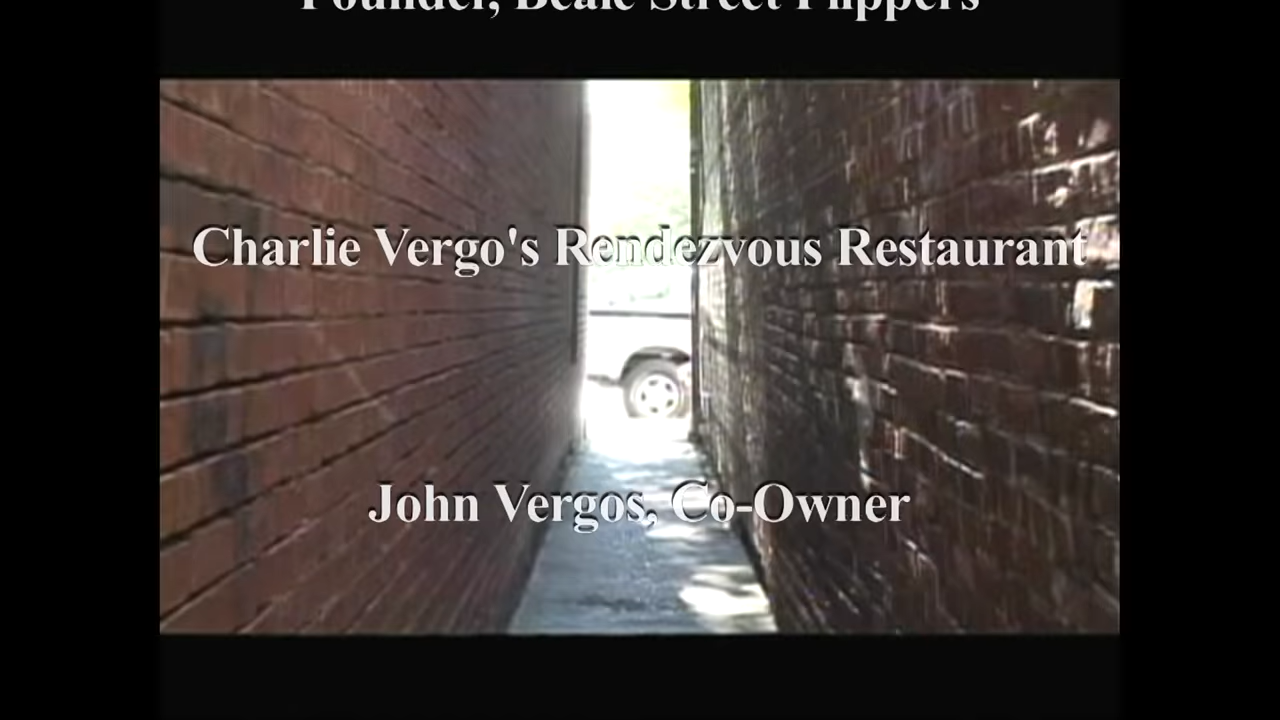 Founder, Beale Street Flippers
Charlie Vergo's Rendezvous Restaurant
John Vergos, Co-Owner